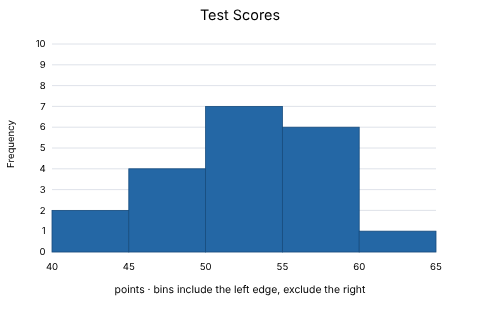 Test Scores
10
9
8
7
6
5
4
3
2
1
0
Frequency
40 45 50 55 60 65
points · bins include the left edge, exclude the right